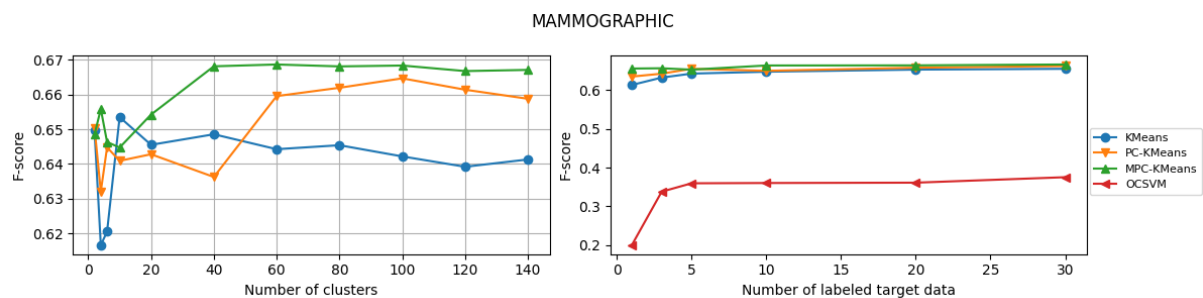 MAMMOGRAPHIC
F-score
0.67
0.66
0.65
0.64
0.63
0.62
0 20 40 60 80 100 120 140
Number of clusters
F-score
0.6
0.5
0.4
0.3
0.2
0 5 10 15 20 25 30
Number of labeled target data
KMeans
PC-KMeans
MPC-KMeans
OCSVM